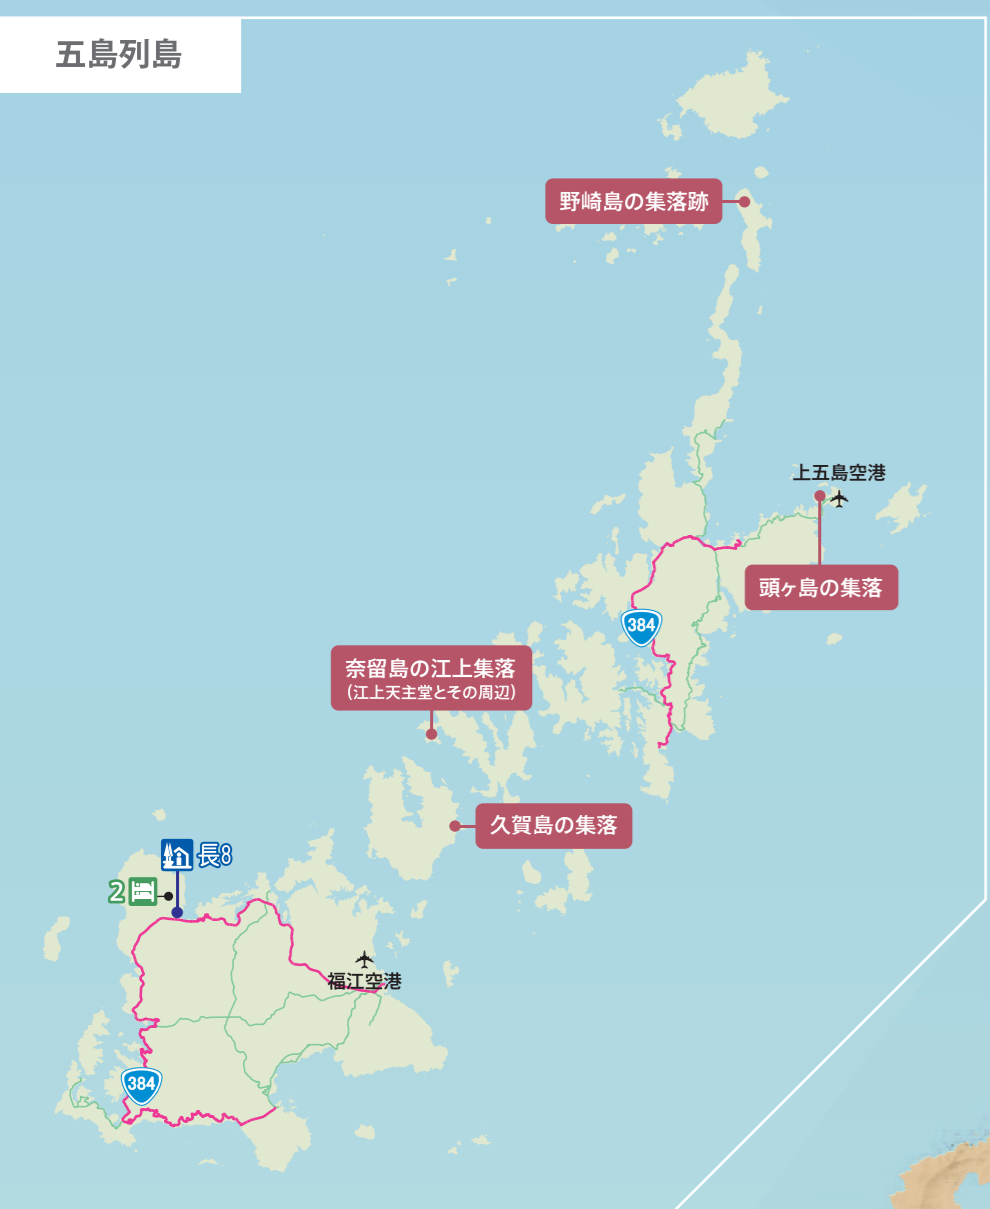 五島列島
野崎島の集落跡
上五島空港
頭ヶ島の集落
384
奈留島の江上集落
(江上天主堂とその周辺)
久賀島の集落
長8
2
福江空港
384